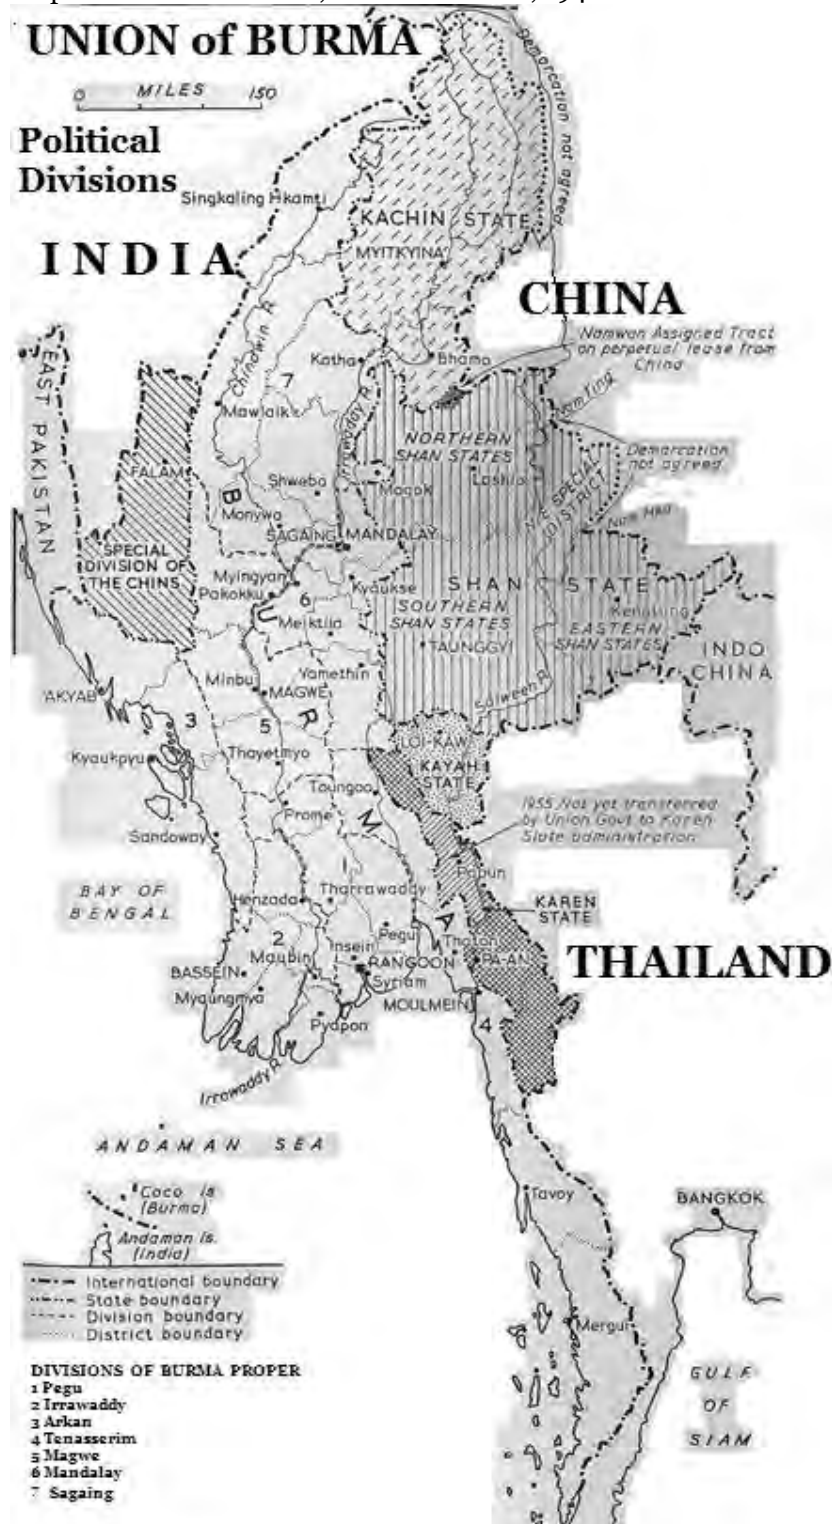 UNION of BURMA
0 MILES 150
Political
Divisions
Demarcation not agreed
Singkaling Hkamti
KACHIN STATE
INDIA
MYITKYINA
CHINA
Chindwin R
Namwan Assigned Tract
on perpetual lease from
China
Katha
Bhamo
7
EAST PAKISTAN
Mawlaik
Irrawaddy R
Nam Ting
NORTHERN
SHAN STATES
Demarcation
not agreed
FALAM
Shwebo
Mogok
Lashio
N.E. SPECIAL
DISTRICT
B
Monywa
SAGAING
MANDALAY
Nam Hka
SPECIAL
DIVISION OF
THE CHINS
Myingyan
Pakokku
6
Kyaukse
SHAN STATE
U
Meiktila
SOUTHERN
SHAN STATES
Kengtung
EASTERN
SHAN STATES
TAUNGGYI
INDO
CHINA
Minbu
Yamethin
MAGWE
Salween R
AKYAB
3
5
R
LOI-KAW
Kyaukpyu
Thayetmyo
KAYAH
STATE
Toungoo
Prome
M
1955 Not yet transferred
by Union Govt to Karen
State administration
Sandoway
1
Papun
BAY OF
BENGAL
Henzada
Tharrawaddy
KAREN
STATE
A
2
Pegu
Thaton
Maubin
Insein
PA-AN
THAILAND
BASSEIN
RANGOON
Myaungmya
Syriam
MOULMEIN
4
Pyapon
Irrawaddy R
ANDAMAN SEA
Coco is
(Burma)
Tavoy
BANGKOK
Andaman is.
(India)
International boundary
State boundary
Division boundary
District boundary
Mergui
DIVISIONS OF BURMA PROPER
1 Pegu
2 Irrawaddy
3 Arkan
4 Tenasserim
5 Magwe
6 Mandalay
7 Sagaing
GULF
OF
SIAM